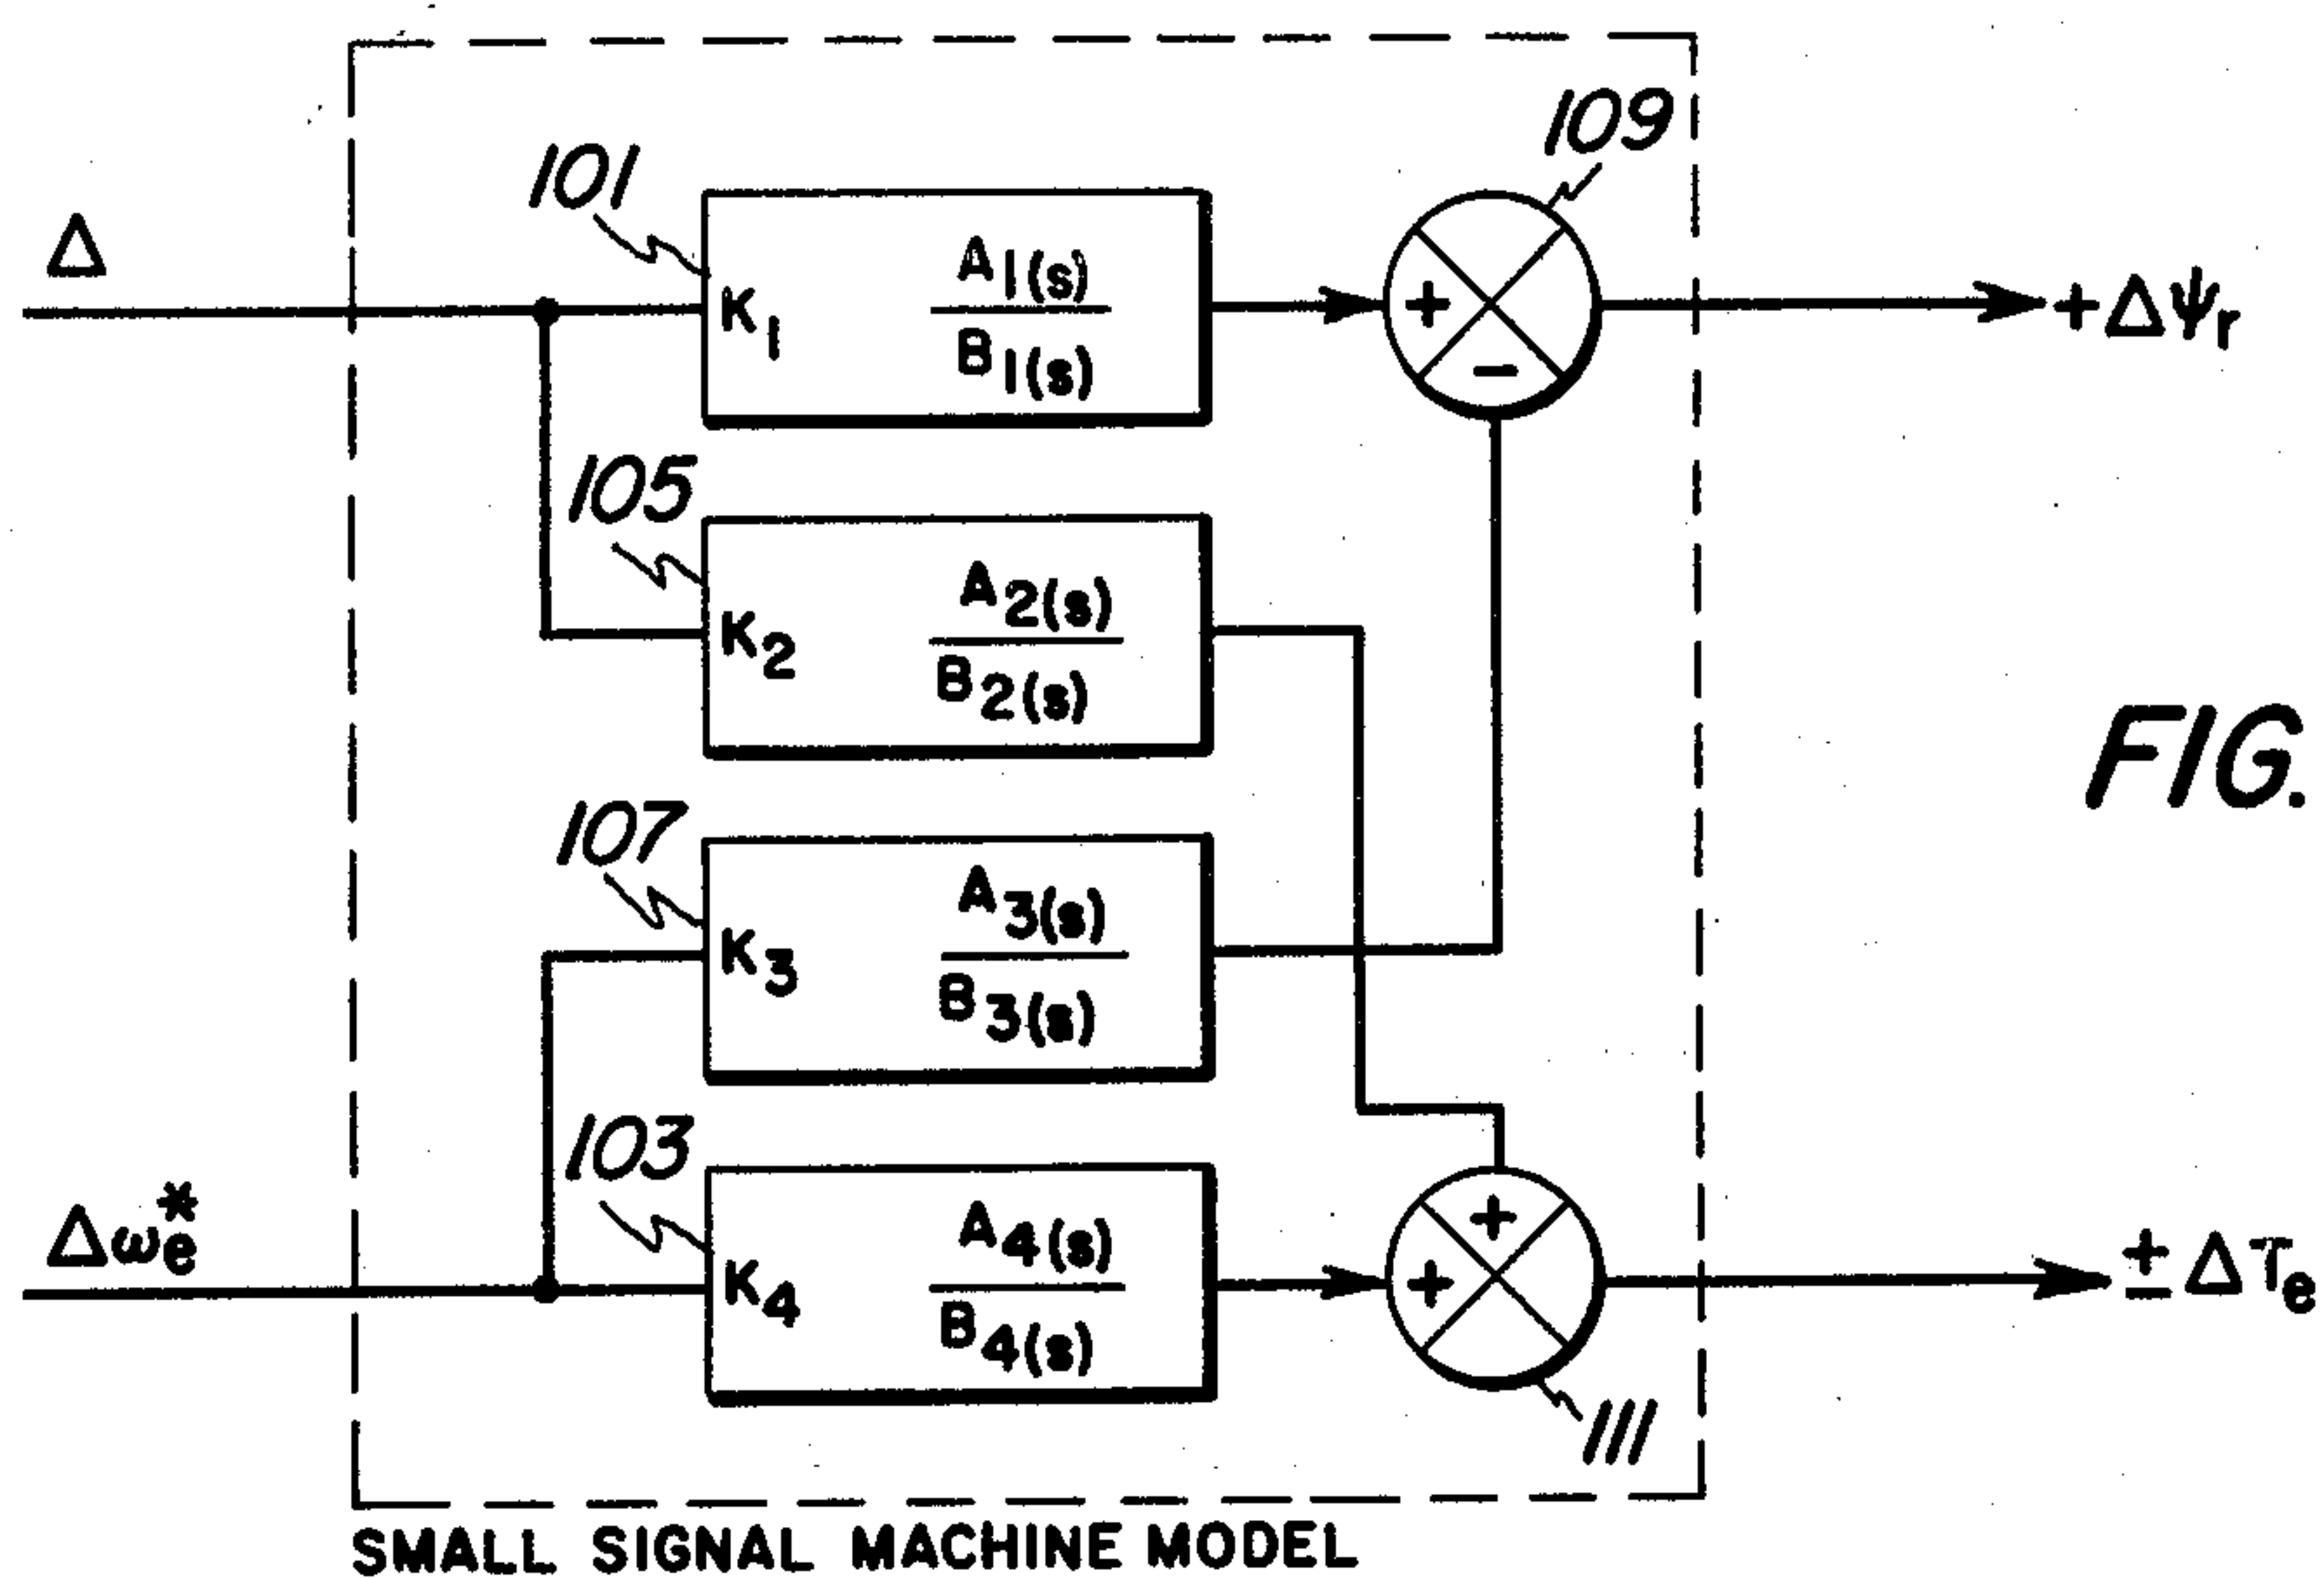 109
101
Δ
K1 A1(s)
B1(s)
+
-
+Δψr
105
K2 A2(s)
B2(s)
FIG.
107
K3 A3(s)
B3(s)
103
Δωe*
K4 A4(s)
B4(s)
+
+
±ΔTe
111
SMALL SIGNAL MACHINE MODEL